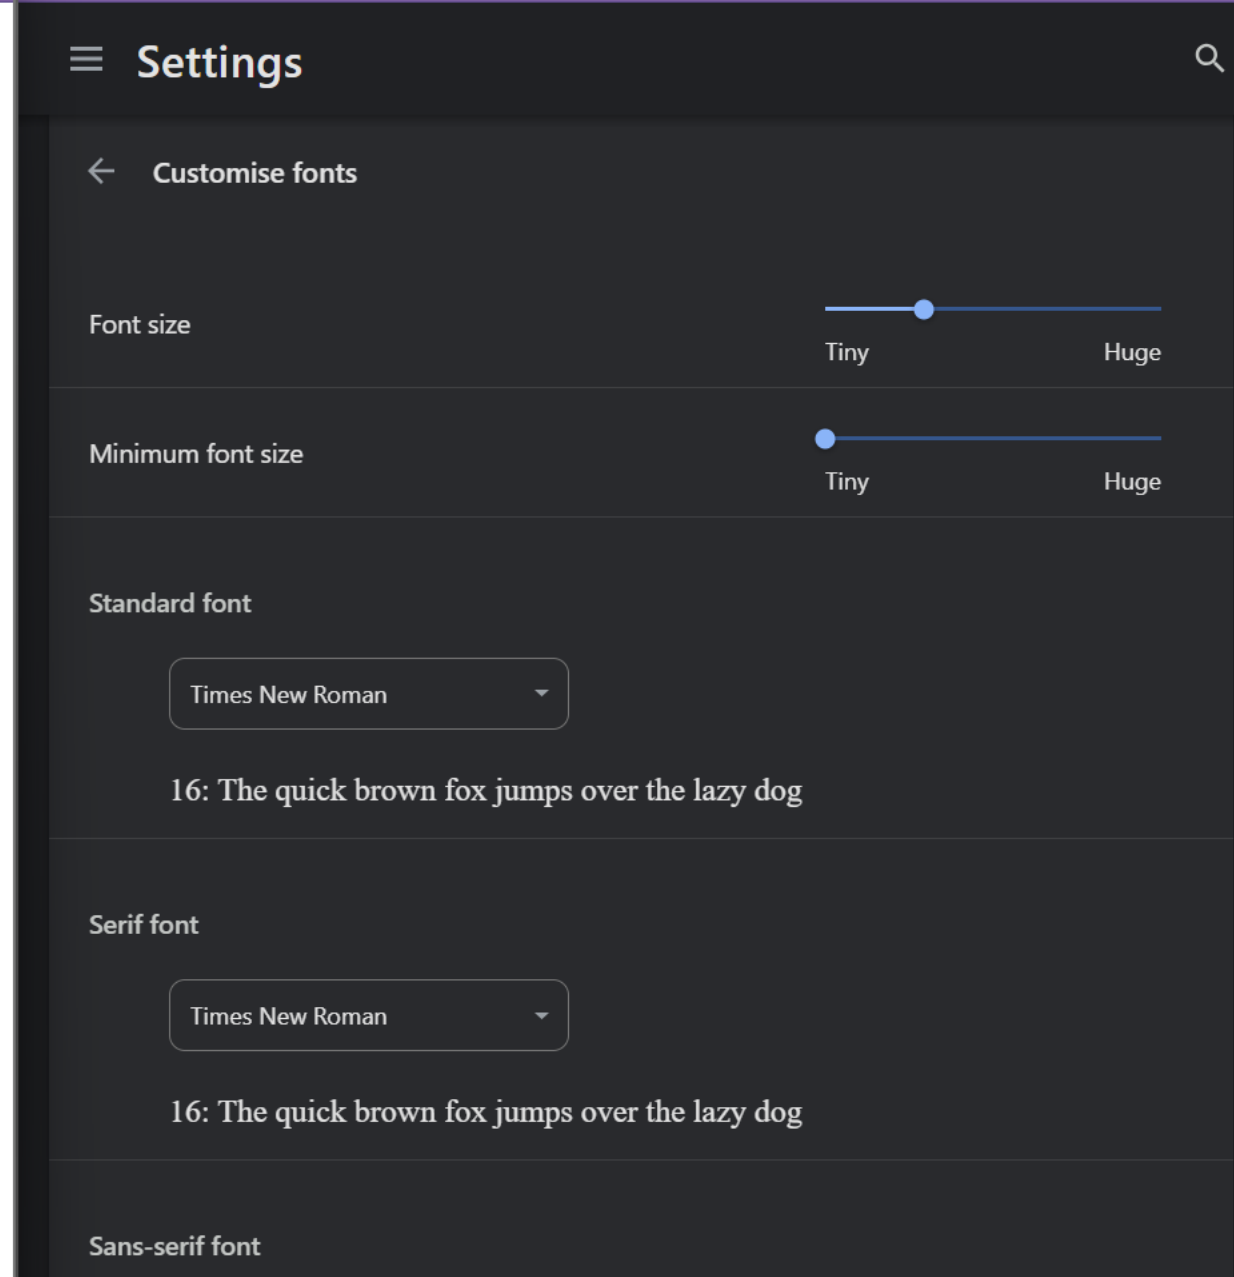 Settings
Customise fonts
Font size
Tiny Huge
Minimum font size
Tiny Huge
Standard font
Times New Roman
16: The quick brown fox jumps over the lazy dog
Serif font
Times New Roman
16: The quick brown fox jumps over the lazy dog
Sans-serif font